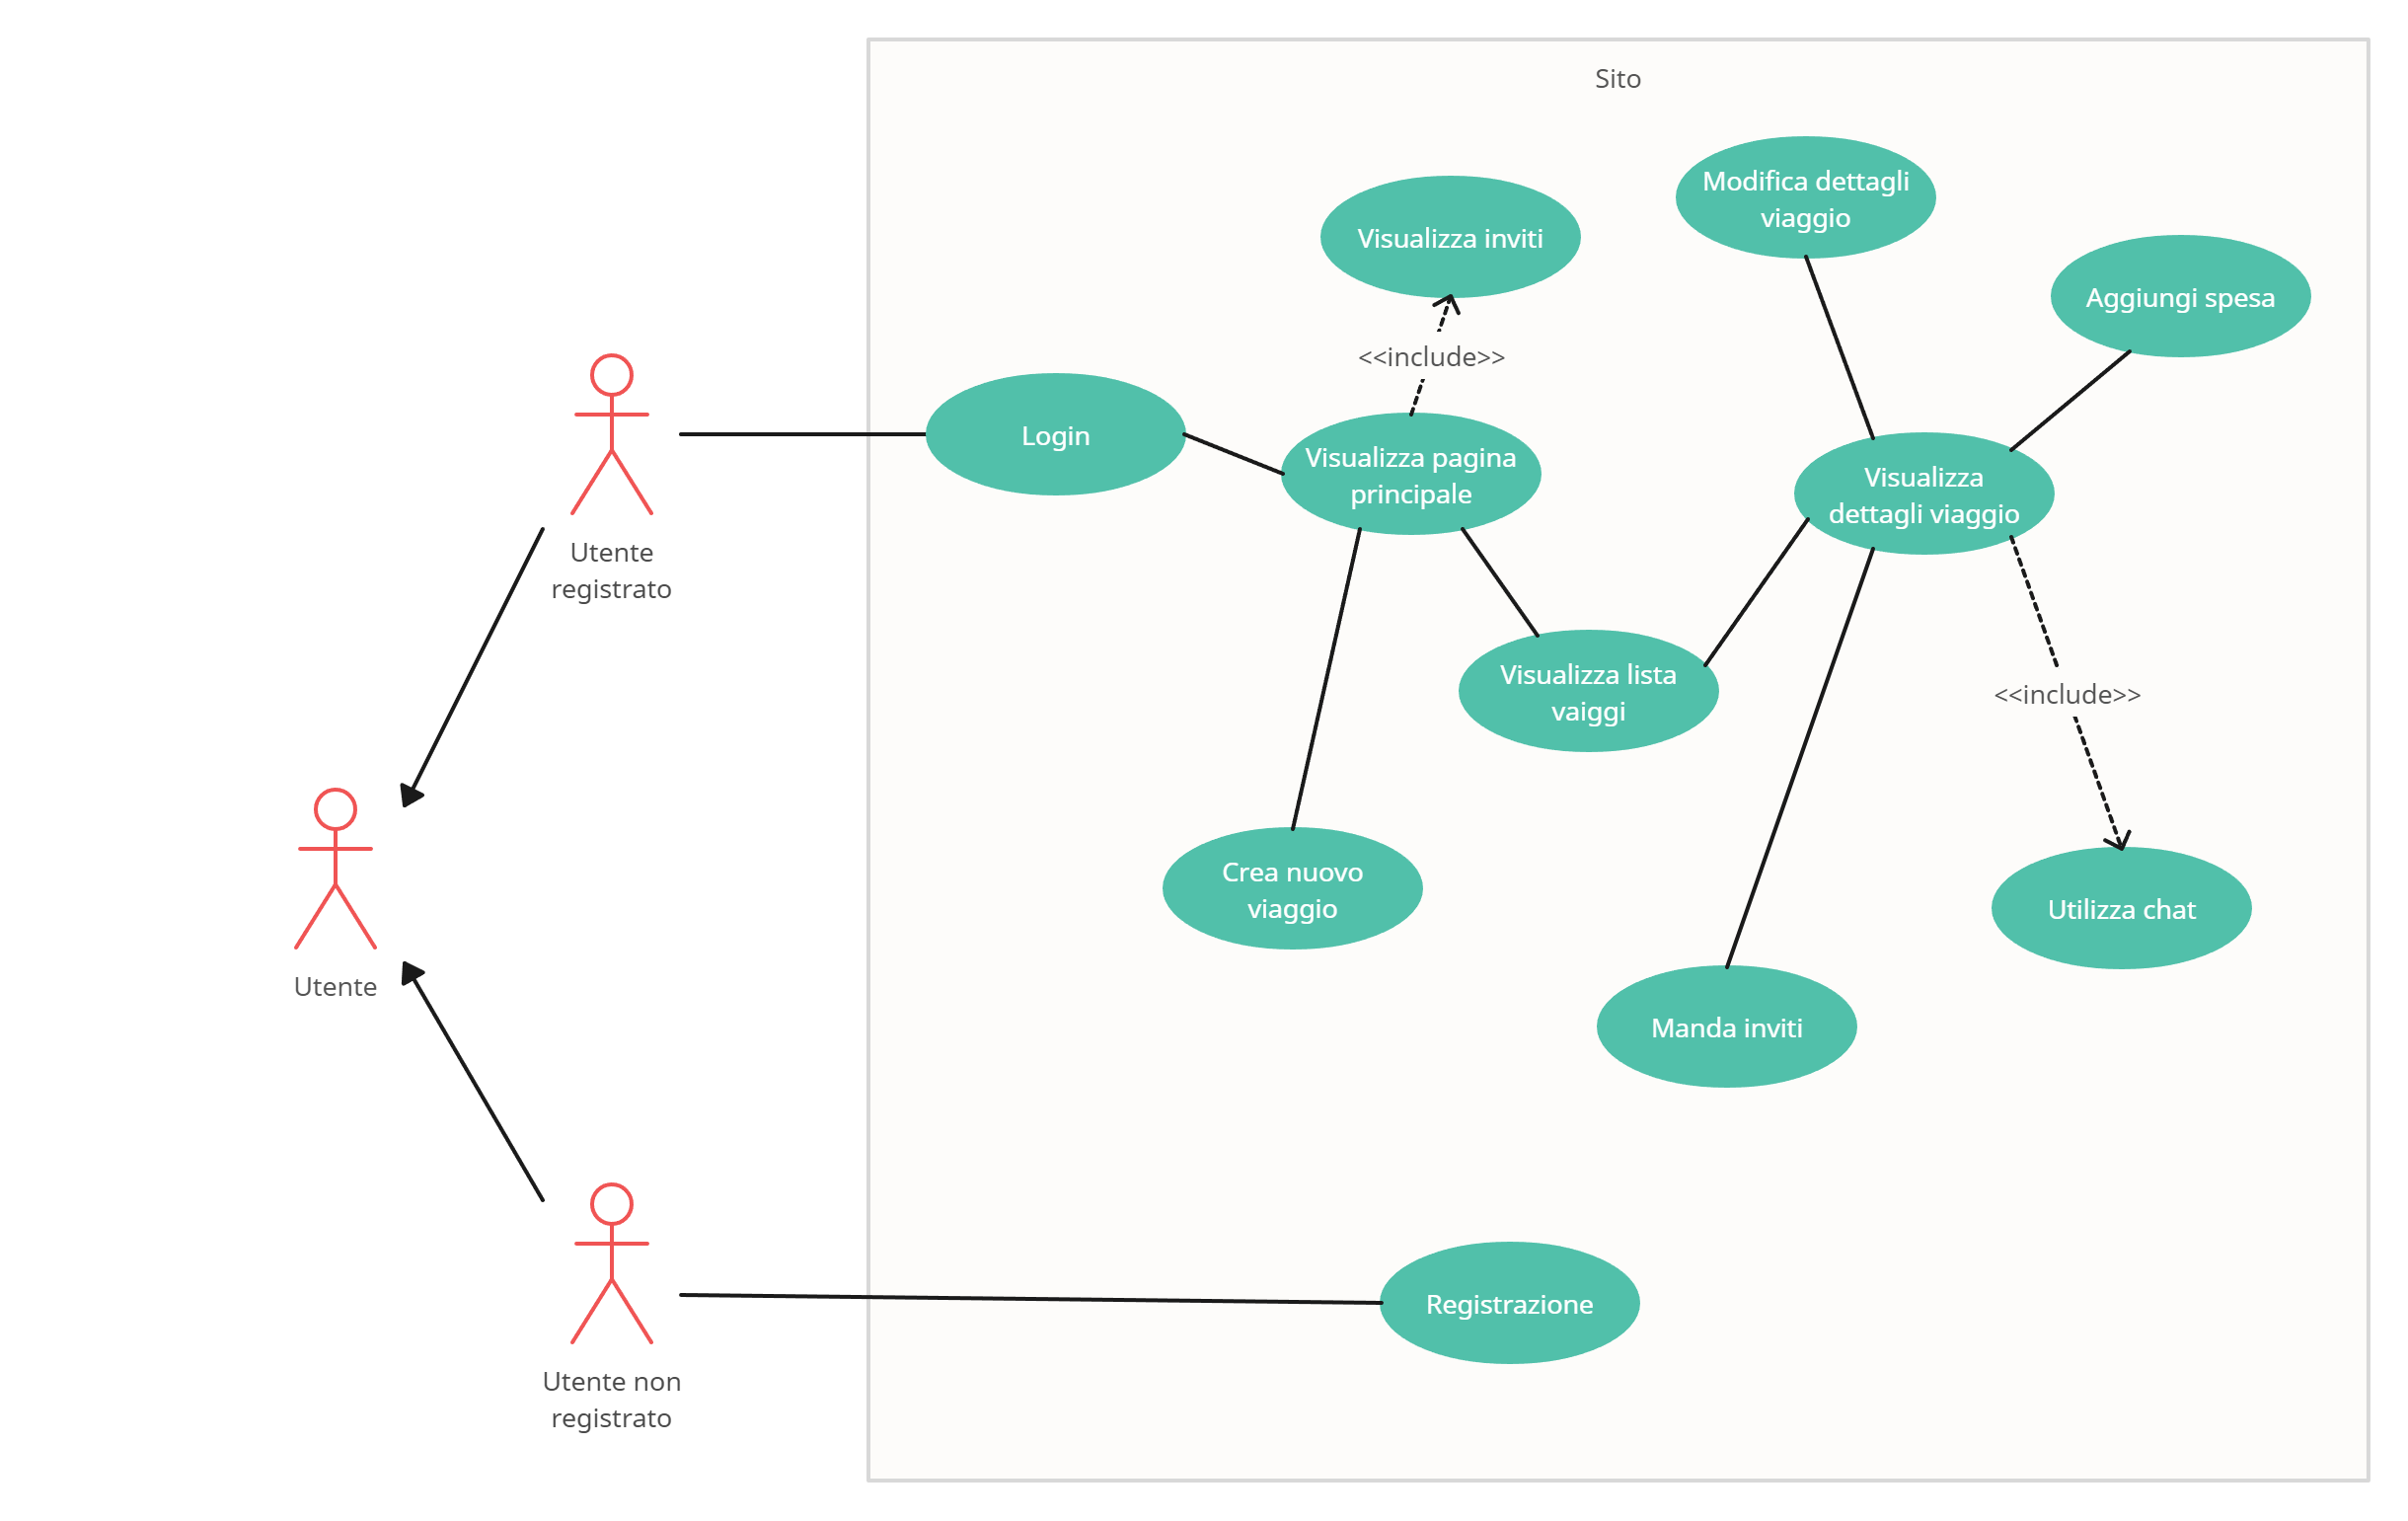 Sito
Modifica dettagli
viaggio
Visualizza inviti
Aggiungi spesa
<<include>>
Login
Visualizza pagina
principale
Visualizza
dettagli viaggio
Utente
registrato
Visualizza lista
vaiggi
<<include>>
Crea nuovo
viaggio
Utilizza chat
Utente
Manda inviti
Registrazione
Utente non
registrato